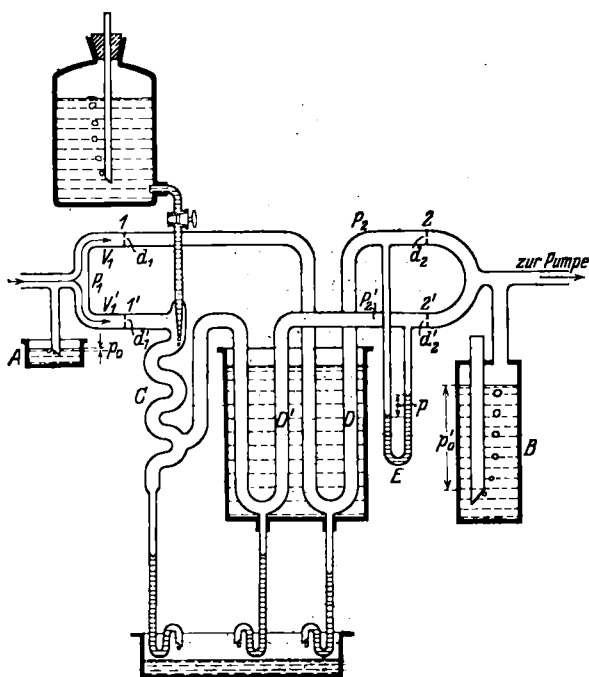 1
P₂
2
V₁
d₁
d₂
zur Pumpe
P₁
V₁'
1'
d₁'
P₂'
2'
d₂'
A
p₀
C
D'
D
p
E
p₀'
B